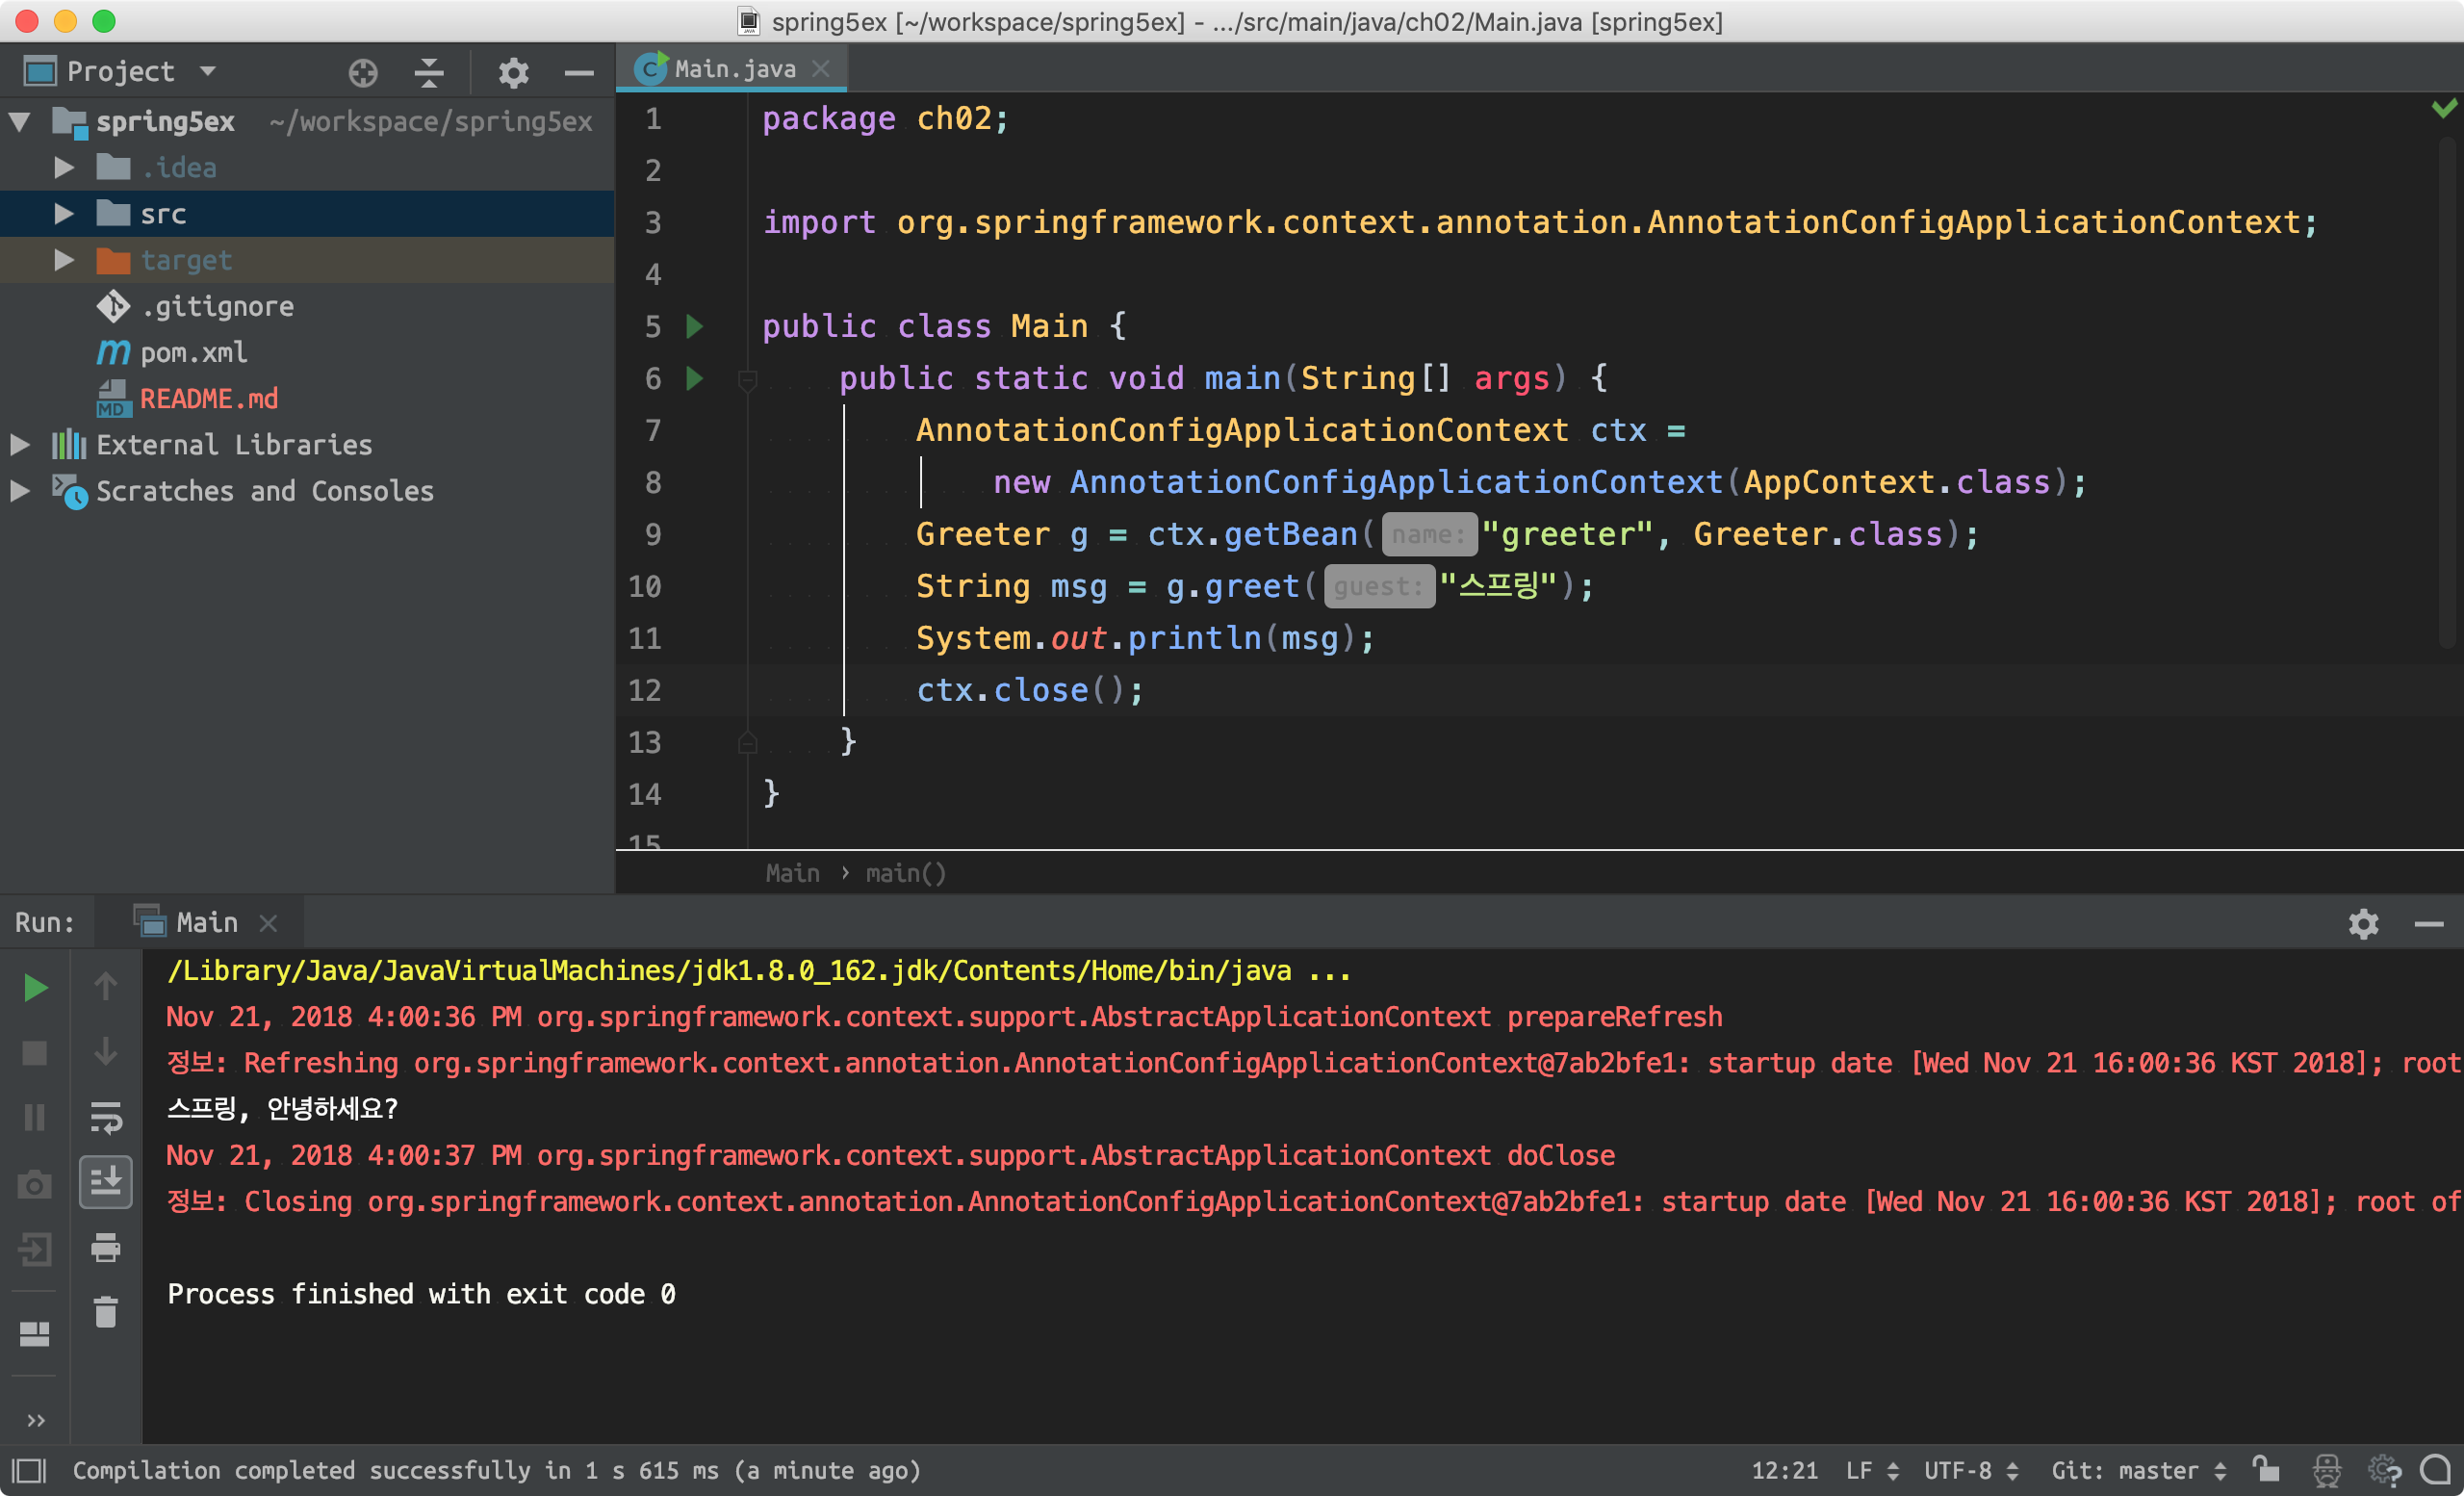 spring5ex [~/workspace/spring5ex] - .../src/main/java/ch02/Main.java [spring5ex]
Project
spring5ex ~/workspace/spring5ex
.idea
src
target
.gitignore
pom.xml
README.md
External Libraries
Scratches and Consoles
Main.java
1 package ch02;
2
3 import org.springframework.context.annotation.AnnotationConfigApplicationContext;
4
5 public class Main {
6 public static void main(String[] args) {
7 AnnotationConfigApplicationContext ctx =
8 new AnnotationConfigApplicationContext(AppContext.class);
9 Greeter g = ctx.getBean( name: "greeter", Greeter.class);
10 String msg = g.greet( guest: "스프링");
11 System.out.println(msg);
12 ctx.close();
13 }
14 }
15
Main › main()
Run: Main
/Library/Java/JavaVirtualMachines/jdk1.8.0_162.jdk/Contents/Home/bin/java ...
Nov 21, 2018 4:00:36 PM org.springframework.context.support.AbstractApplicationContext prepareRefresh
정보: Refreshing org.springframework.context.annotation.AnnotationConfigApplicationContext@7ab2bfe1: startup date [Wed Nov 21 16:00:36 KST 2018]; root
스프링, 안녕하세요?
Nov 21, 2018 4:00:37 PM org.springframework.context.support.AbstractApplicationContext doClose
정보: Closing org.springframework.context.annotation.AnnotationConfigApplicationContext@7ab2bfe1: startup date [Wed Nov 21 16:00:36 KST 2018]; root of
Process finished with exit code 0
Compilation completed successfully in 1 s 615 ms (a minute ago) 12:21 LF UTF-8 Git: master